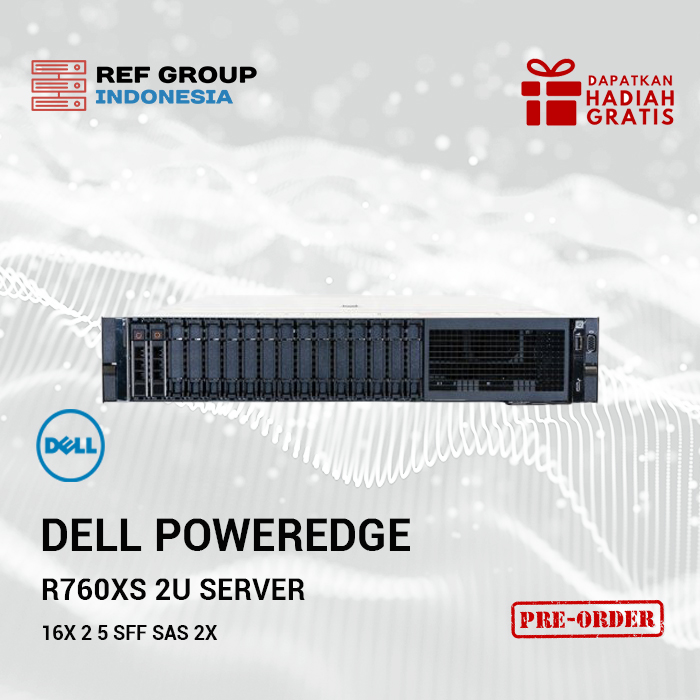 REF GROUP
INDONESIA
DAPATKAN
HADIAH
GRATIS
DELL
DELL POWEREDGE
R760XS 2U SERVER
16X 2 5 SFF SAS 2X
PRE-ORDER